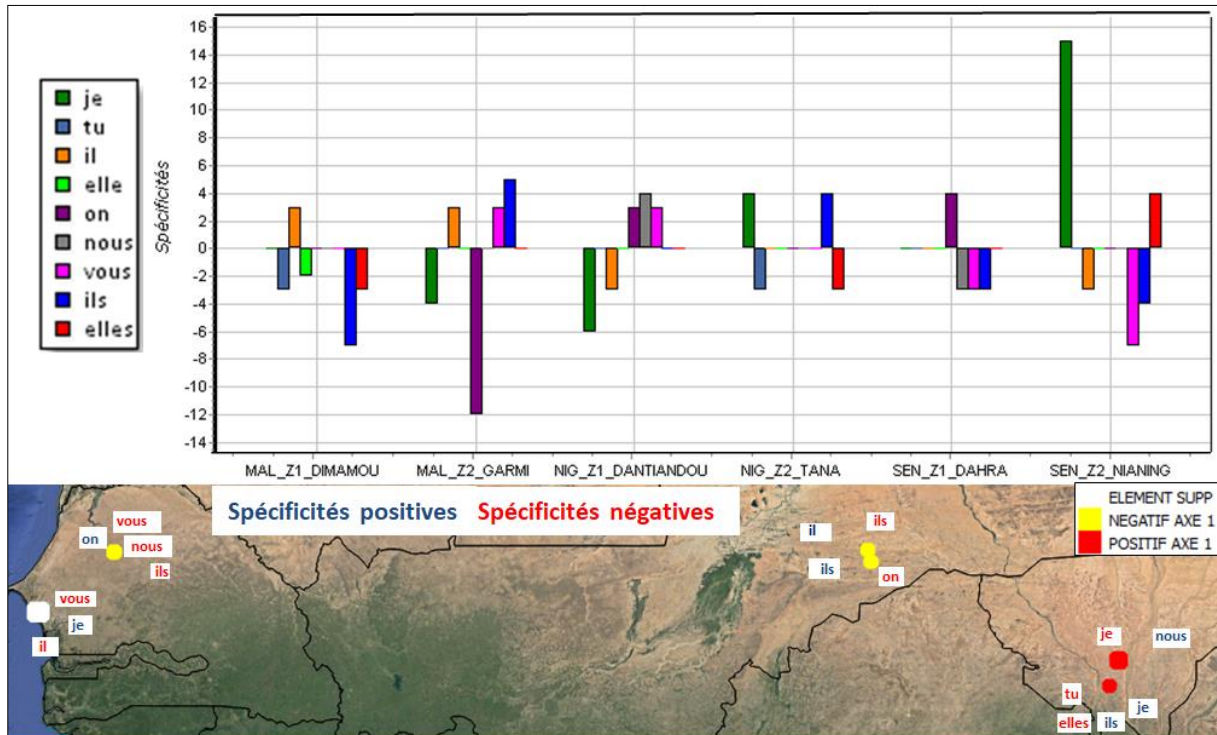 je
tu
il
elle
on
nous
vous
ils
elles
Spécificités
16
14
12
10
8
6
4
2
0
-2
-4
-6
-8
-10
-12
-14
MAL_Z1_DIMAMOU MAL_Z2_GARMI NIG_Z1_DANTIANDOU NIG_Z2_TANA SEN_Z1_DAHRA SEN_Z2_NIANING
Spécificités positives Spécificités négatives
ELEMENT SUPP
NEGATIF AXE 1
POSITIF AXE 1
vous
on
nous
ils
vous
je
il
il
ils
ils
on
je
nous
tu
je
elles
ils